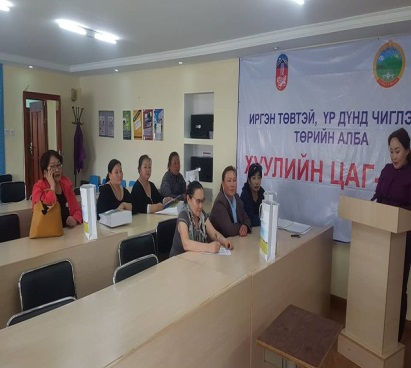 ИРГЭН ТӨВТЭЙ, ҮР ДҮНД ЧИГЛЭ
ТӨРИЙН АЛБА
ХУУЛИЙН ЦАГ